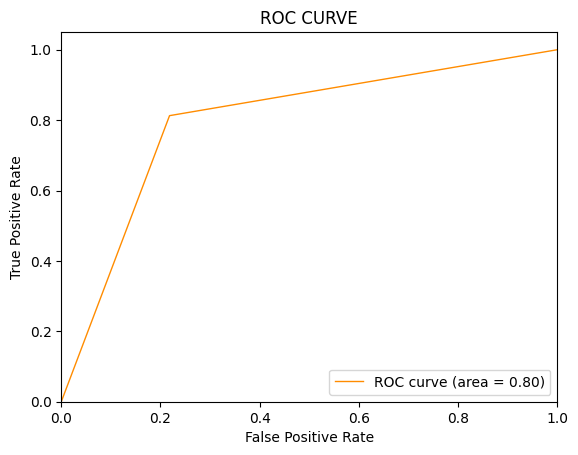 ROC CURVE
1.0
0.8
0.6
0.4
0.2
0.0
True Positive Rate
ROC curve (area = 0.80)
0.0 0.2 0.4 0.6 0.8 1.0
False Positive Rate